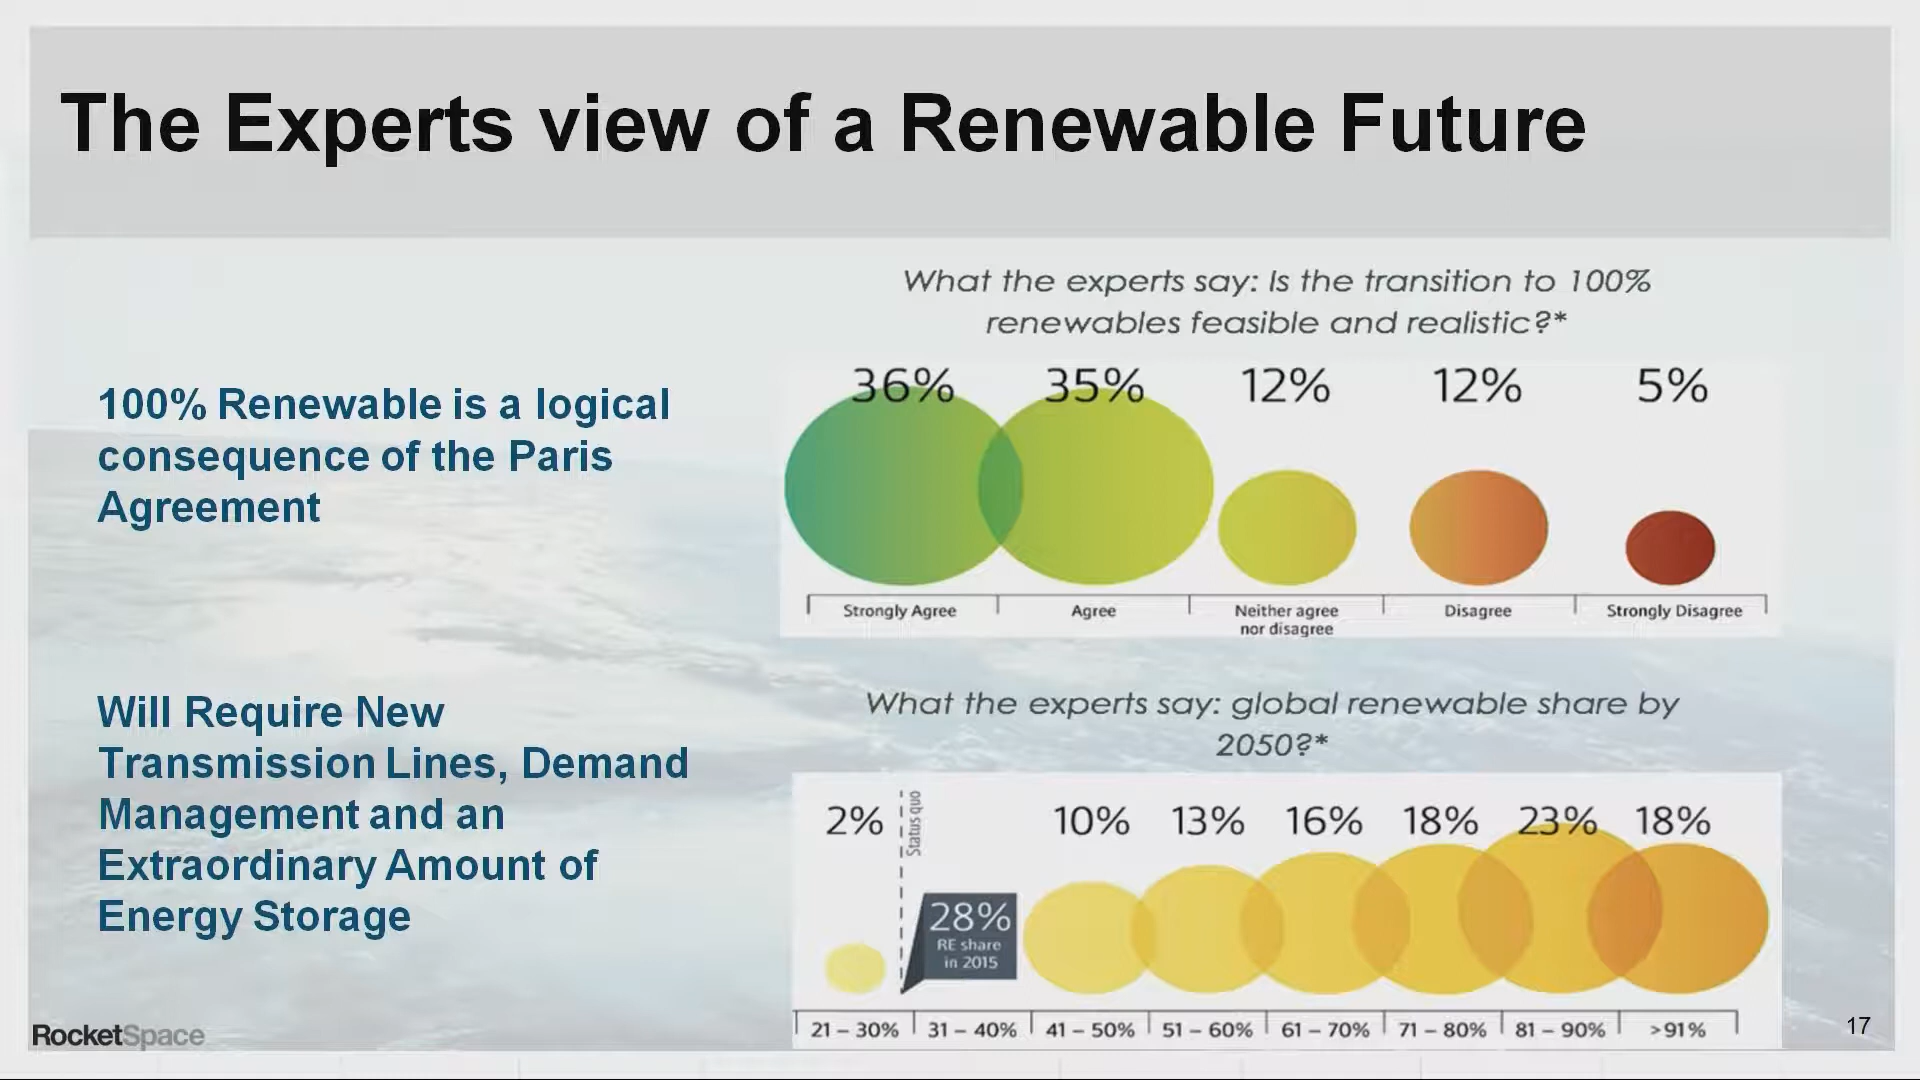 The Experts view of a Renewable Future
100% Renewable is a logical
consequence of the Paris
Agreement
Will Require New
Transmission Lines, Demand
Management and an
Extraordinary Amount of
Energy Storage
What the experts say: Is the transition to 100%
renewables feasible and realistic?*
36% 35% 12% 12% 5%
Strongly Agree Agree Neither agree Disagree Strongly Disagree
nor disagree
What the experts say: global renewable share by
2050?*
2% Status quo 10% 13% 16% 18% 23% 18%
28%
RE share
in 2015
21 – 30% 31 – 40% 41 – 50% 51 – 60% 61 – 70% 71 – 80% 81 – 90% >91%
RocketSpace
17